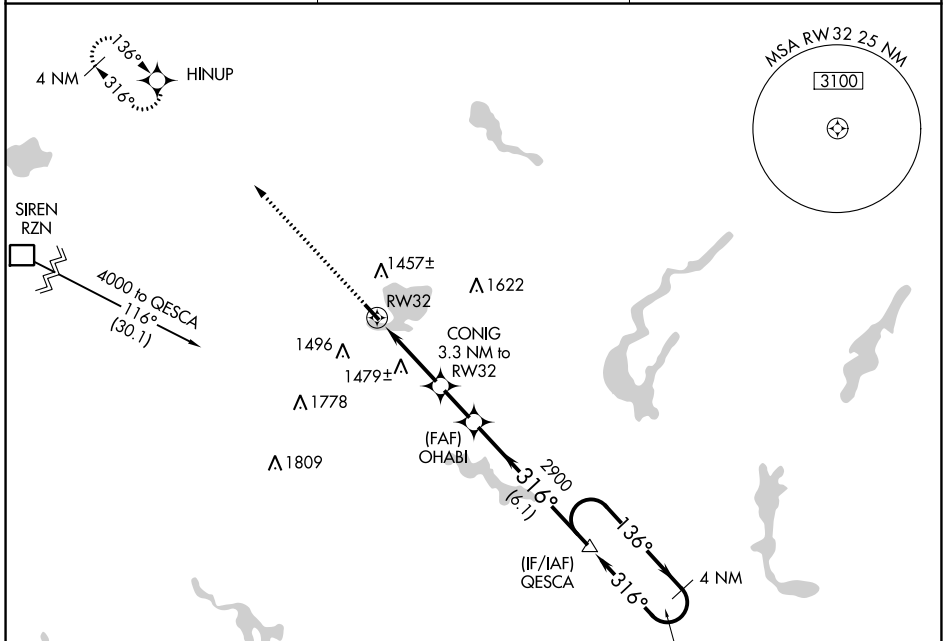 MSA RW 32 25 NM
3100
136°
4 NM
316°
HINUP
SIREN
RZN
4000 to QESCA
116°
(30.1)
1457±
RW32
1622
1496
1479±
CONIG
3.3 NM to
RW32
1778
1809
(FAF)
OHABI
2900
316°
(6.1)
136°
(IF/IAF)
QESCA
316°
4 NM